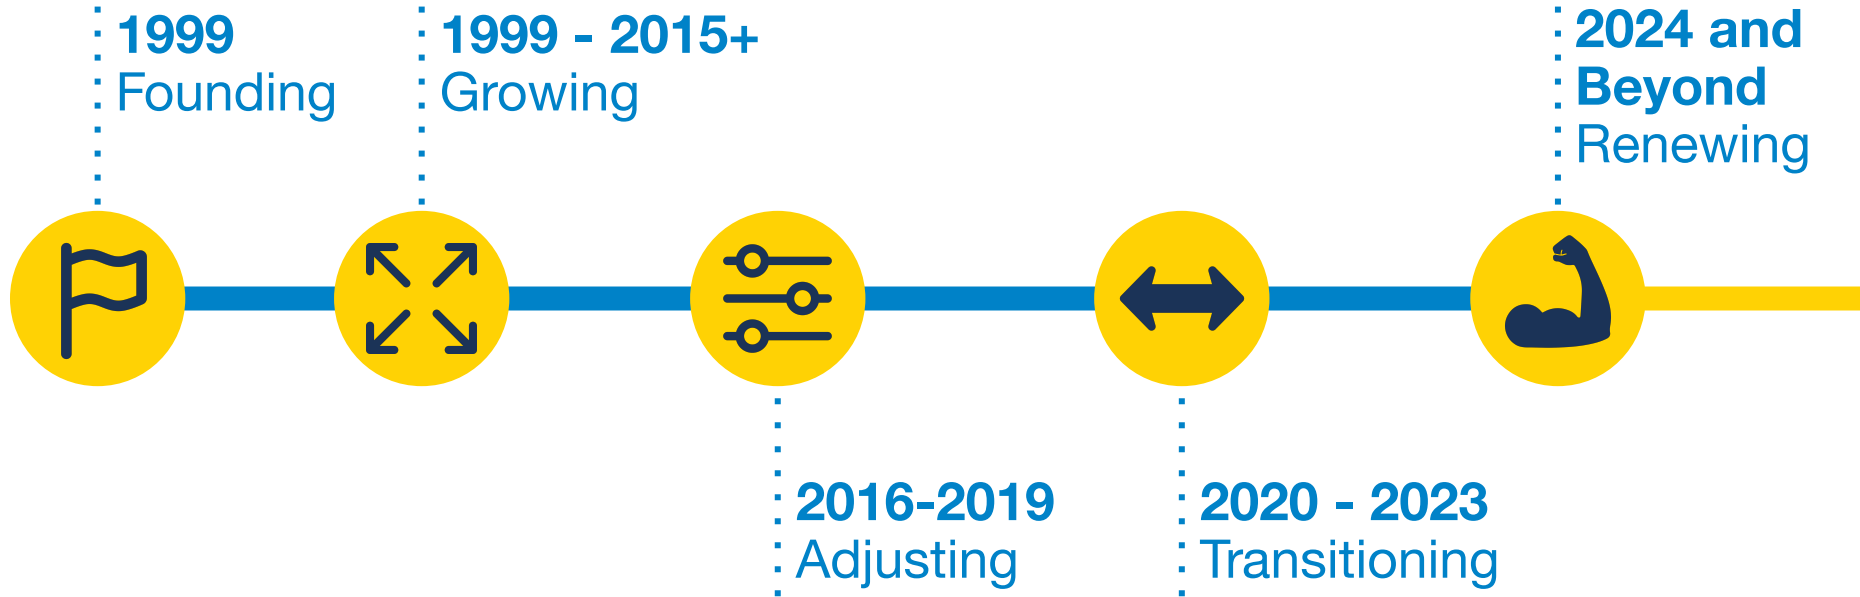 1999
Founding
1999 - 2015+
Growing
2016-2019
Adjusting
2020 - 2023
Transitioning
2024 and
Beyond
Renewing